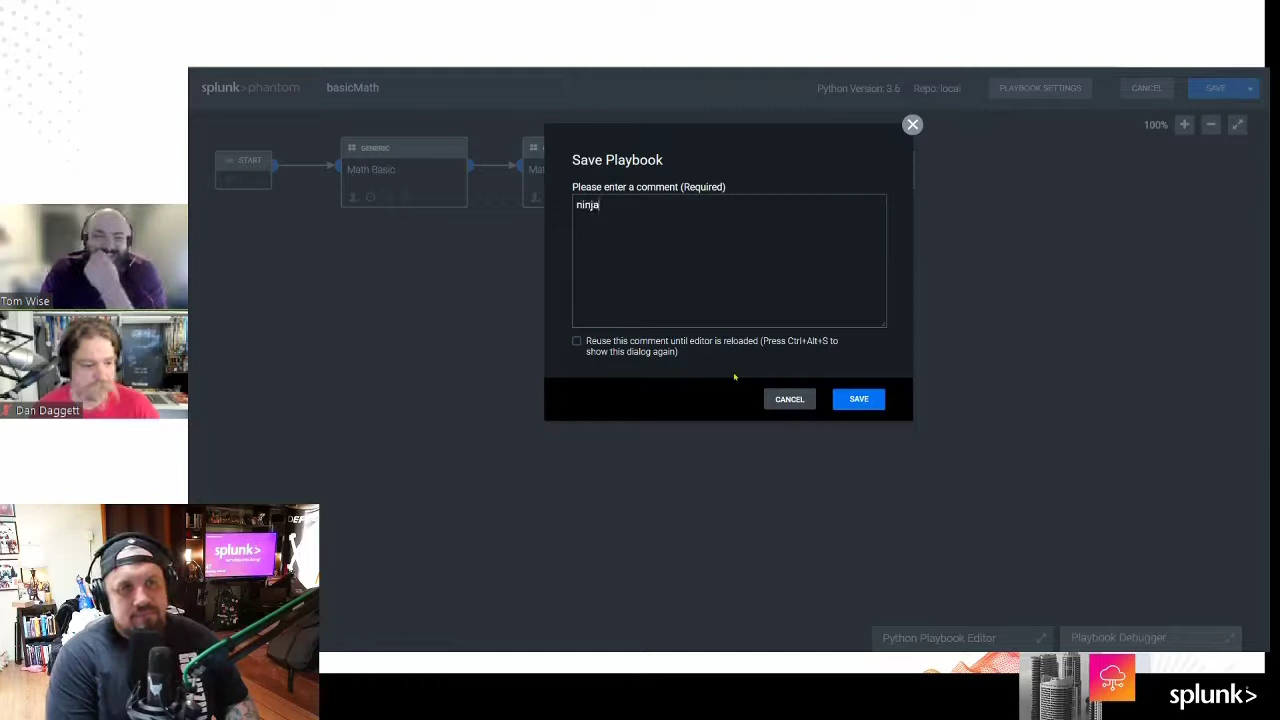 splunk>phantom
basicMath
Python Version: 3.6
Repo: local
PLAYBOOK SETTINGS
CANCEL
SAVE
100%
START
GENERIC
Math Basic
Save Playbook
Please enter a comment (Required)
ninja
Reuse this comment until editor is reloaded (Press Ctrl+Alt+S to
show this dialog again)
CANCEL
SAVE
Tom Wise
Dan Daggett
splunk>
Python Playbook Editor
Playbook Debugger
splunk>